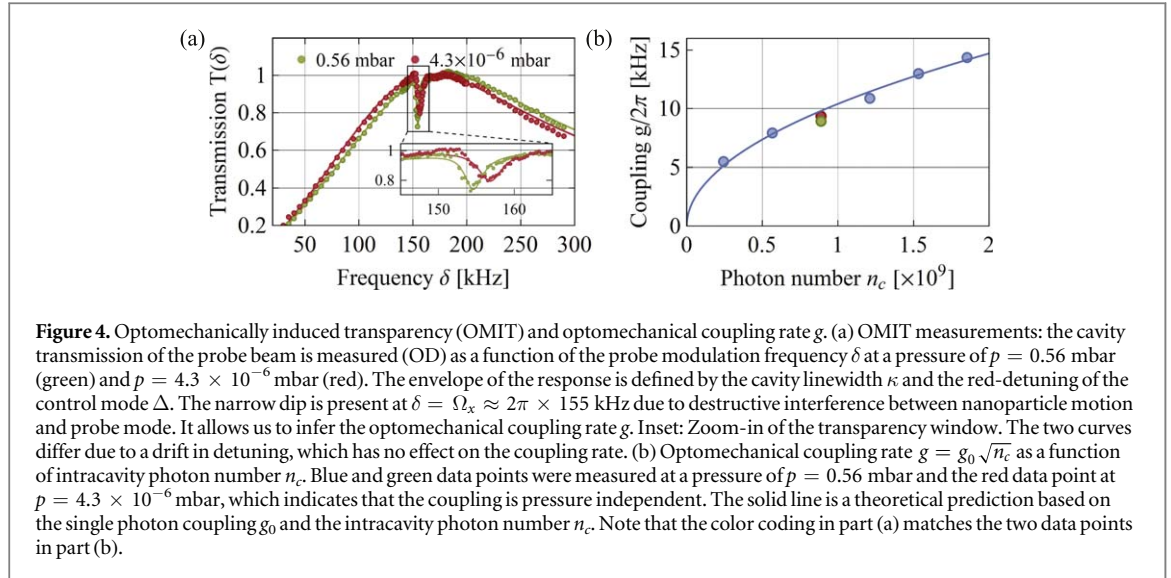 (a)
0.56 mbar
4.3×10⁻⁶ mbar
Transmission T(δ)
1
0.8
0.6
0.4
0.2
1
0.8
150
160
50
100
150
200
250
300
Frequency δ [kHz]
(b)
Coupling g/2π [kHz]
15
10
5
0
0
0.5
1
1.5
2
Photon number n_c [×10⁹]
Figure 4. Optomechanically induced transparency (OMIT) and optomechanical coupling rate g. (a) OMIT measurements: the cavity
transmission of the probe beam is measured (OD) as a function of the probe modulation frequency δ at a pressure of p = 0.56 mbar
(green) and p = 4.3 × 10⁻⁶ mbar (red). The envelope of the response is defined by the cavity linewidth κ and the red-detuning of the
control mode Δ. The narrow dip is present at δ = Ω_x ≈ 2π × 155 kHz due to destructive interference between nanoparticle motion
and probe mode. It allows us to infer the optomechanical coupling rate g. Inset: Zoom-in of the transparency window. The two curves
differ due to a drift in detuning, which has no effect on the coupling rate. (b) Optomechanical coupling rate g = g₀√n_c as a function
of intracavity photon number n_c. Blue and green data points were measured at a pressure of p = 0.56 mbar and the red data point at
p = 4.3 × 10⁻⁶ mbar, which indicates that the coupling is pressure independent. The solid line is a theoretical prediction based on
the single photon coupling g₀ and the intracavity photon number n_c. Note that the color coding in part (a) matches the two data points
in part (b).